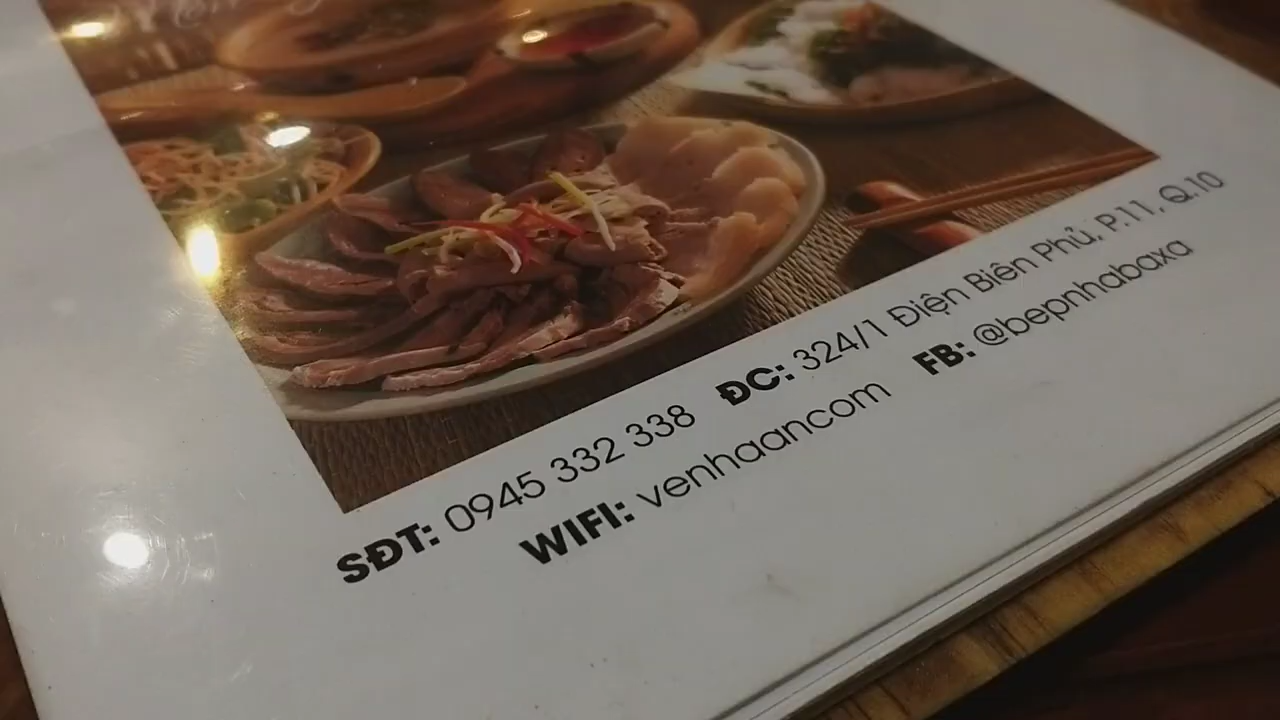 SĐT: 0945 332 338 ĐC: 324/1 Điện Biên Phủ, P.11, Q.10
WIFI: venhaancom FB: @bepnhabaxa